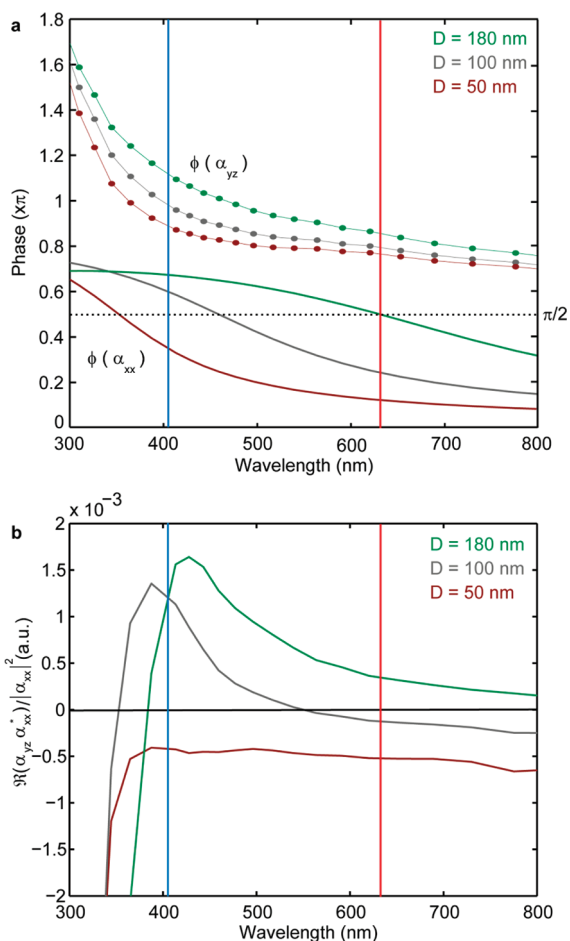 a
1.8
1.6
1.4
1.2
1
0.8
0.6
0.4
0.2
0
Phase (xπ)
D = 180 nm
D = 100 nm
D = 50 nm
ϕ ( α_yz )
ϕ ( α_xx )
π/2
300 400 500 600 700 800
Wavelength (nm)
b
x 10⁻³
2
1.5
1
0.5
0
−0.5
−1
−1.5
−2
ℜ(α_yz α*_xx)/|α_xx|² (a.u.)
D = 180 nm
D = 100 nm
D = 50 nm
300 400 500 600 700 800
Wavelength (nm)